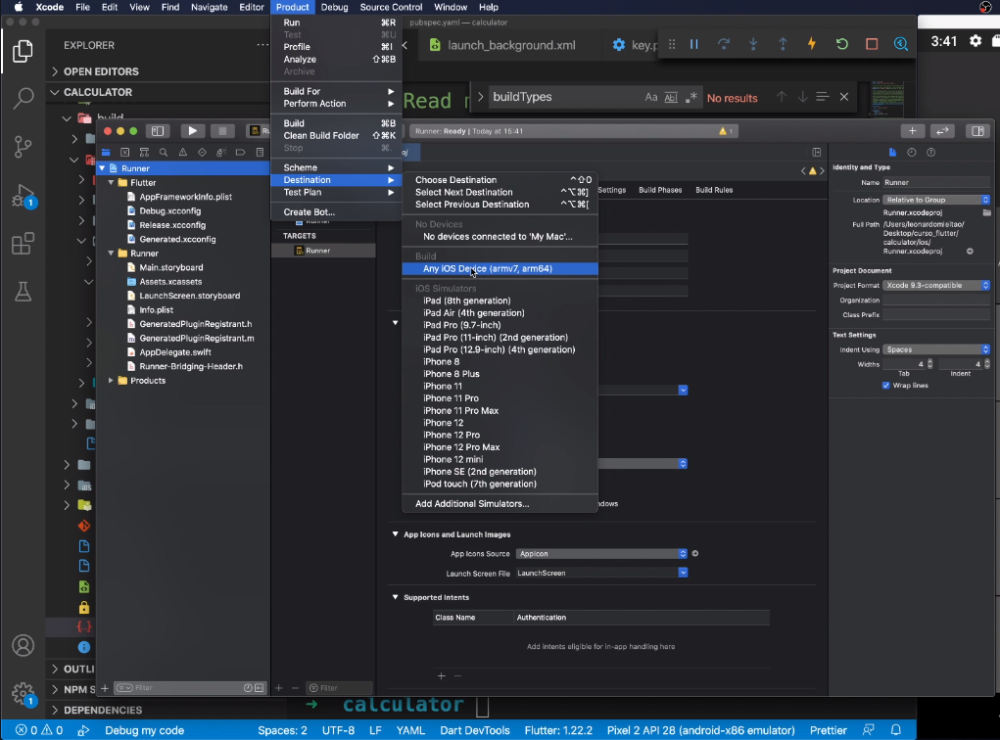 Xcode File Edit View Find Navigate Editor Product Debug Source Control Window Help
pubspec.yaml — calculator
EXPLORER
launch_background.xml
3:41
OPEN EDITORS
CALCULATOR
Read
buildTypes
Aa Ab
No results
build
Run ⌘R
Test ⌘U
Profile ⌘I
Analyze ⇧⌘B
Archive
Build For
Perform Action
Build ⌘B
Clean Build Folder ⇧⌘K
Stop ⌘.
Scheme
Destination
Test Plan
Create Bot...
Runner: Ready | Today at 15:41
1
Runner
Flutter
AppFrameworkInfo.plist
Debug.xcconfig
Release.xcconfig
Generated.xcconfig
Runner
Main.storyboard
Assets.xcassets
LaunchScreen.storyboard
Info.plist
GeneratedPluginRegistrant.h
GeneratedPluginRegistrant.m
AppDelegate.swift
Runner-Bridging-Header.h
Products
Runner
TARGETS
Runner
Choose Destination ⌃⇧0
Select Next Destination ⌃⌥⌘]
Select Previous Destination ⌃⌥⌘[
No Devices
No devices connected to 'My Mac'...
Build
Any iOS Device (armv7, arm64)
iOS Simulators
iPad (8th generation)
iPad Air (4th generation)
iPad Pro (9.7-inch)
iPad Pro (11-inch) (2nd generation)
iPad Pro (12.9-inch) (4th generation)
iPhone 8
iPhone 8 Plus
iPhone 11
iPhone 11 Pro
iPhone 11 Pro Max
iPhone 12
iPhone 12 Pro
iPhone 12 Pro Max
iPhone 12 mini
iPhone SE (2nd generation)
iPod touch (7th generation)
Add Additional Simulators...
Settings Build Phases Build Rules
App Icons and Launch Images
App Icons Source AppIcon
Launch Screen File LaunchScreen
Supported Intents
Class Name Authentication
Add intents eligible for in-app handling here
Identity and Type
Name Runner
Location Relative to Group
Runner.xcodeproj
Full Path /Users/leonardomleitao/
Desktop/curso_flutter/
calculator/ios/
Runner.xcodeproj
Project Document
Project Format Xcode 9.3-compatible
Organization
Class Prefix
Text Settings
Indent Using Spaces
Widths 4 4
Tab Indent
Wrap lines
Filter
Filter
1
1
OUTLI
NPM S
DEPENDENCIES
→ calculator
0 0 Debug my code Spaces: 2 UTF-8 LF YAML Dart DevTools Flutter: 1.22.2 Pixel 2 API 28 (android-x86 emulator) Prettier